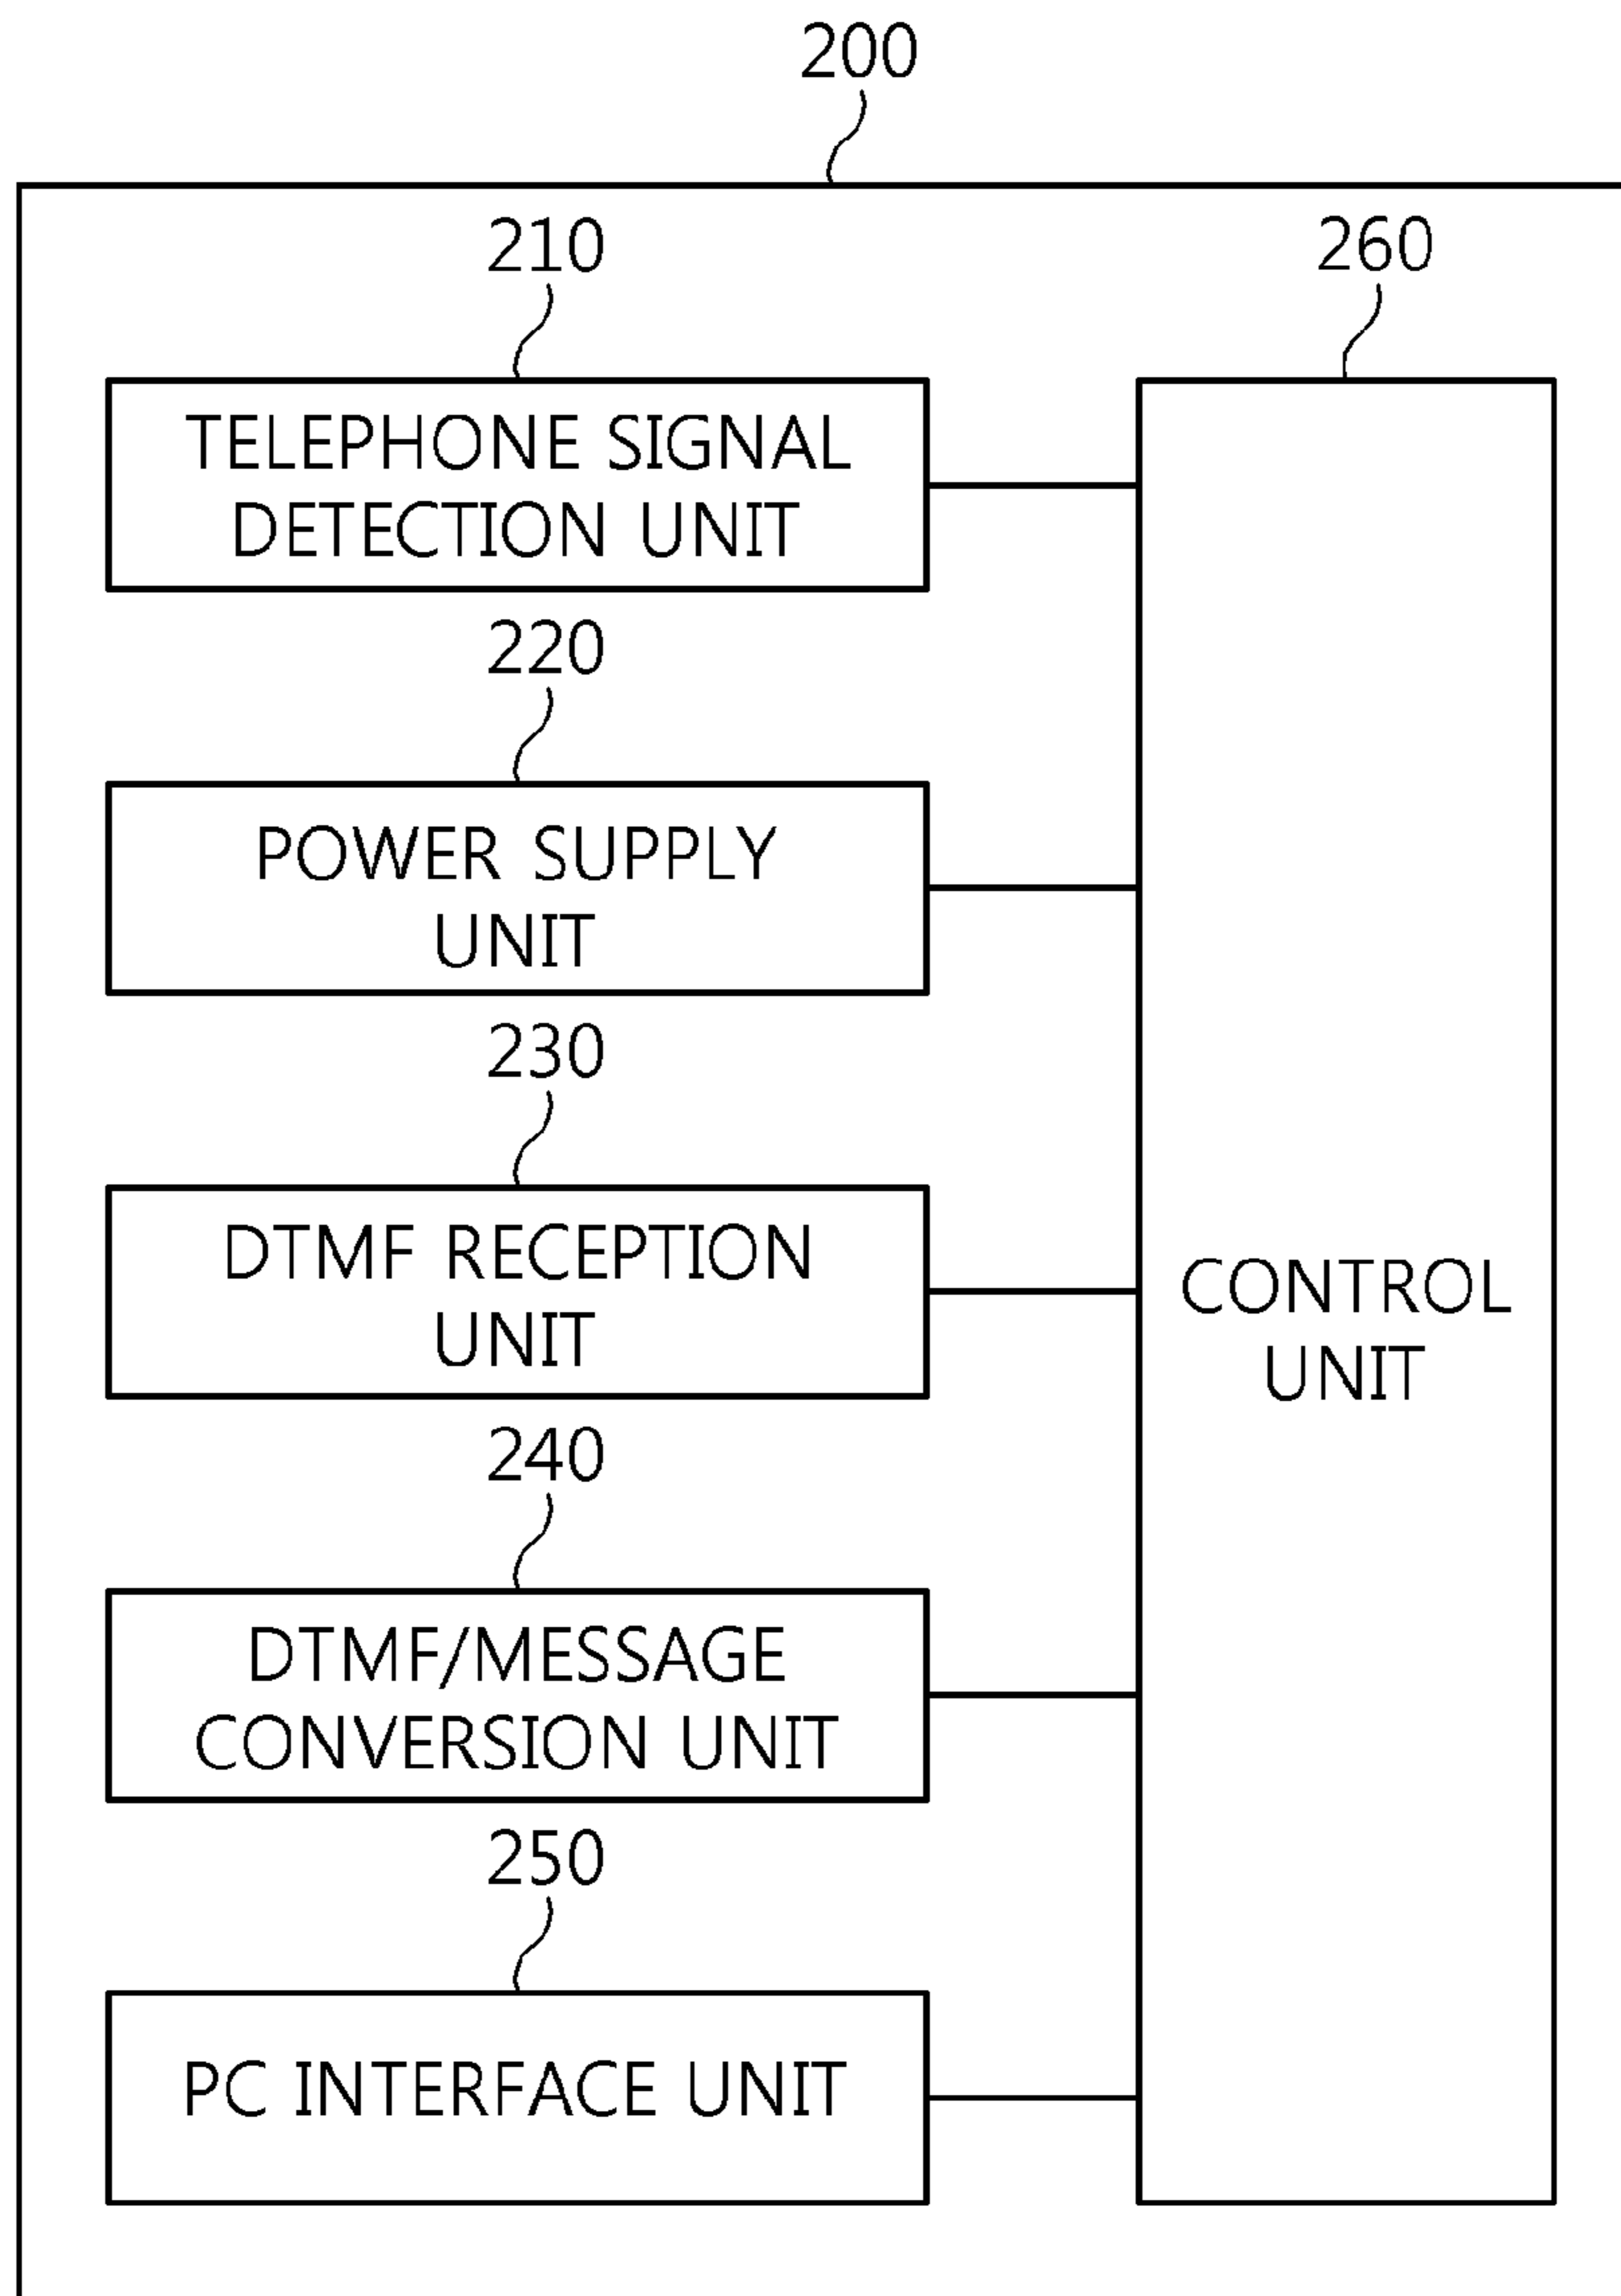 200
210
260
TELEPHONE SIGNAL
DETECTION UNIT
220
POWER SUPPLY
UNIT
230
DTMF RECEPTION
UNIT
CONTROL
UNIT
240
DTMF/MESSAGE
CONVERSION UNIT
250
PC INTERFACE UNIT